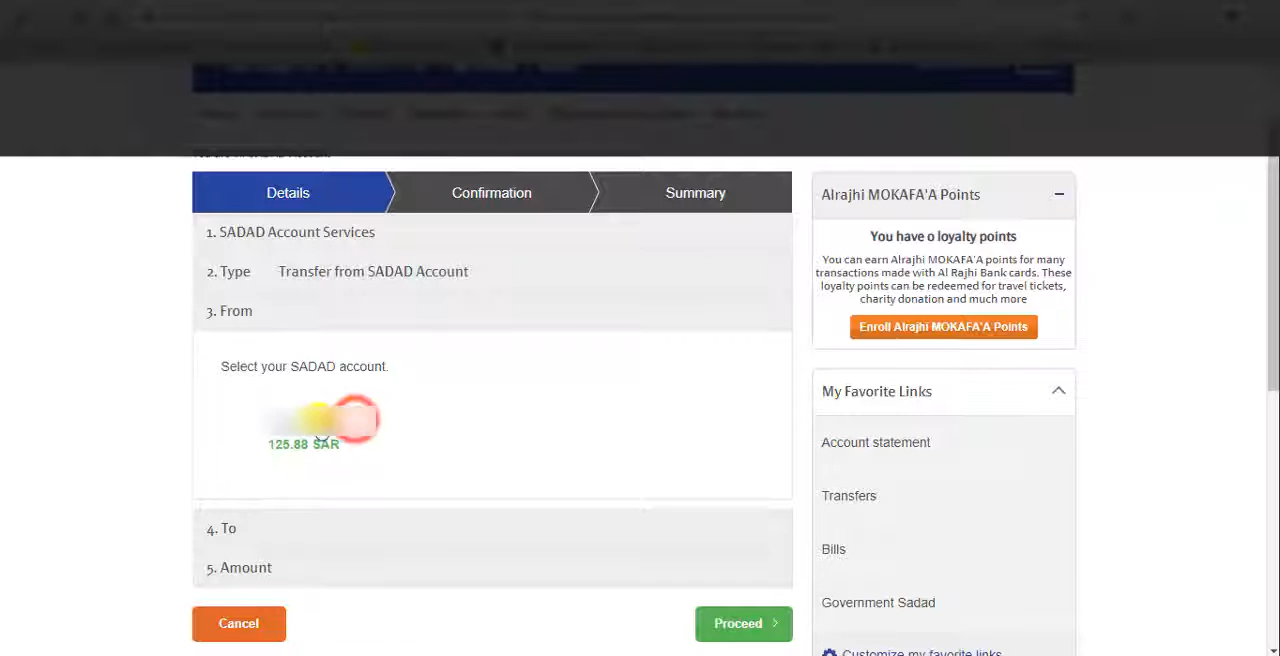 Details
Confirmation
Summary
1. SADAD Account Services
2. Type Transfer from SADAD Account
3. From
Select your SADAD account.
125.88 SAR
4. To
5. Amount
Cancel
Proceed
Alrajhi MOKAFA'A Points
You have 0 loyalty points
You can earn Alrajhi MOKAFA'A points for many
transactions made with Al Rajhi Bank cards. These
loyalty points can be redeemed for travel tickets,
charity donation and much more
Enroll Alrajhi MOKAFA'A Points
My Favorite Links
Account statement
Transfers
Bills
Government Sadad
Customize my favorite links